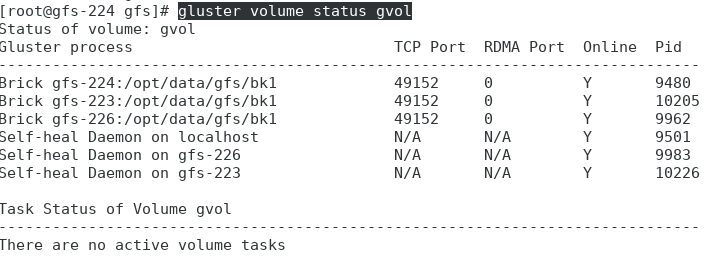 [root@gfs-224 gfs]# gluster volume status gvol
Status of volume: gvol
Gluster process                             TCP Port  RDMA Port  Online  Pid
------------------------------------------------------------------------------
Brick gfs-224:/opt/data/gfs/bk1             49152     0          Y       9480
Brick gfs-223:/opt/data/gfs/bk1             49152     0          Y       10205
Brick gfs-226:/opt/data/gfs/bk1             49152     0          Y       9962
Self-heal Daemon on localhost               N/A       N/A        Y       9501
Self-heal Daemon on gfs-226                 N/A       N/A        Y       9983
Self-heal Daemon on gfs-223                 N/A       N/A        Y       10226

Task Status of Volume gvol
------------------------------------------------------------------------------
There are no active volume tasks